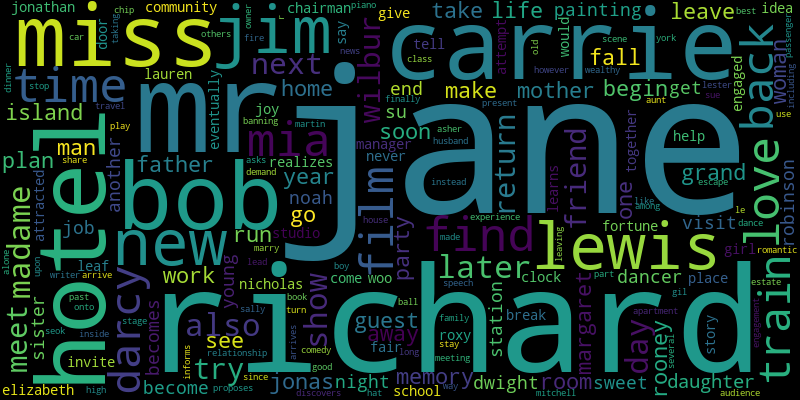 jonathan
chip
community
chairman
owner
give
take
life
painting
scene
york
best
idea
miss
jim
carrie
leave
car
taking
door
others
fire
say
news
piano
would
old
passenger
lauren
next
wilbur
tell
class
attempt
fall
however
wealthy
back
woman
time
mr
home
end
make
mother
begin
get
engaged
including
dinner
stop
travel
eventually
joy
finally
present
lester
sue
aunt
use
island
hotel
play
martin
banning
su
soon
asher
husband
jane
help
man
share
mia
manager
never
realizes
return
friend
together
escape
plan
another
father
asks
demand
year
instead
learns
one
like
among
grand
love
robinson
madame
attracted
bob
noah
go
film
party
experience
find
lewis
fortune
visit
le
dance
job
new
run
studio
house
made
leaving
girl
romantic
leaf
work
marry
lead
show
later
dancer
place
estate
alone
upon
writer
arrive
young
nicholas
come
woo
clock
part
gil
train
meet
sister
darcy
becomes
richard
boy
book
turn
ball
speech
guest
away
roxy
station
break
margaret
day
apartment
several
story
engagement
past
onto
stage
also
sally
see
relationship
arrives
comedy
good
fair
long
family
stay
meeting
seok
inside
try
invite
informs
since
jonas
night
memory
dwight
room
sweet
rooney
daughter
elizabeth
high
become
proposes
discovers
hat
school
way
mitchell
audience